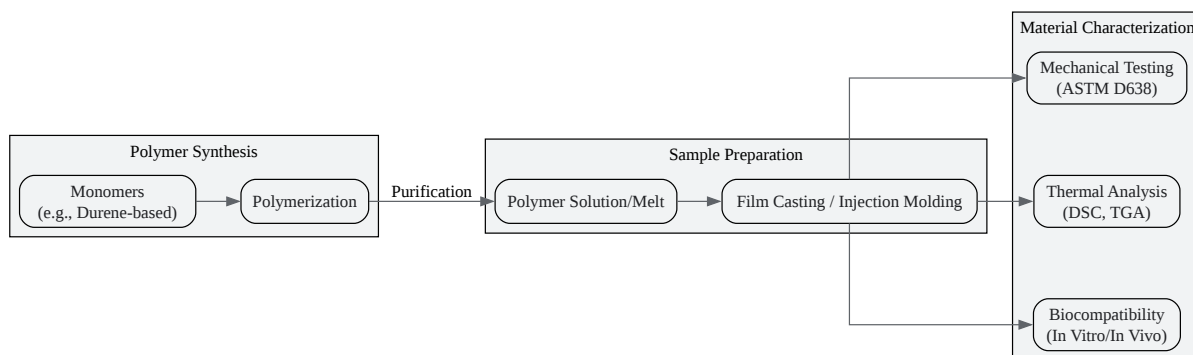 Polymer Synthesis
Monomers
(e.g., Durene-based)
Polymerization
Purification
Sample Preparation
Polymer Solution/Melt
Film Casting / Injection Molding
Material Characterization
Mechanical Testing
(ASTM D638)
Thermal Analysis
(DSC, TGA)
Biocompatibility
(In Vitro/In Vivo)